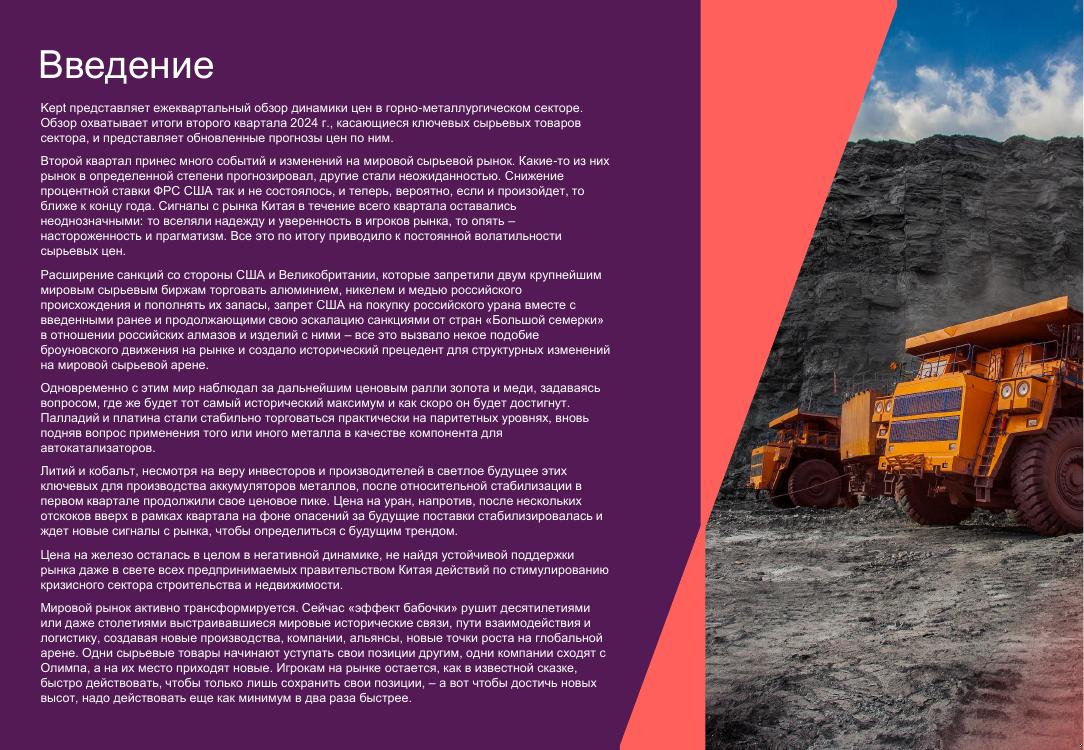 Введение
Kept представляет ежеквартальный обзор динамики цен в горно-металлургическом секторе.
Обзор охватывает итоги второго квартала 2024 г., касающиеся ключевых сырьевых товаров
сектора, и представляет обновленные прогнозы цен по ним.
Второй квартал принес много событий и изменений на мировой сырьевой рынок. Какие-то из них
рынок в определенной степени прогнозировал, другие стали неожиданностью. Снижение
процентной ставки ФРС США так и не состоялось, и теперь, вероятно, если и произойдет, то
ближе к концу года. Сигналы с рынка Китая в течение всего квартала оставались
неоднозначными: то вселяли надежду и уверенность в игроков рынка, то опять –
настороженность и прагматизм. Все это по итогу приводило к постоянной волатильности
сырьевых цен.
Расширение санкций со стороны США и Великобритании, которые запретили двум крупнейшим
мировым сырьевым биржам торговать алюминием, никелем и медью российского
происхождения и пополнять их запасы, запрет США на покупку российского урана вместе с
введенными ранее и продолжающими свою эскалацию санкциями от стран «Большой семерки»
в отношении российских алмазов и изделий с ними – все это вызвало некое подобие
броуновского движения на рынке и создало исторический прецедент для структурных изменений
на мировой сырьевой арене.
Одновременно с этим мир наблюдал за дальнейшим ценовым ралли золота и меди, задаваясь
вопросом, где же будет тот самый исторический максимум и как скоро он будет достигнут.
Палладий и платина стали стабильно торговаться практически на паритетных уровнях, вновь
подняв вопрос применения того или иного металла в качестве компонента для
автокатализаторов.
Литий и кобальт, несмотря на веру инвесторов и производителей в светлое будущее этих
ключевых для производства аккумуляторов металлов, после относительной стабилизации в
первом квартале продолжили свое ценовое пике. Цена на уран, напротив, после нескольких
отскоков вверх в рамках квартала на фоне опасений за будущие поставки стабилизировалась и
ждет новые сигналы с рынка, чтобы определиться с будущим трендом.
Цена на железо осталась в целом в негативной динамике, не найдя устойчивой поддержки
рынка даже в свете всех предпринимаемых правительством Китая действий по стимулированию
кризисного сектора строительства и недвижимости.
Мировой рынок активно трансформируется. Сейчас «эффект бабочки» рушит десятилетиями
или даже столетиями выстраивавшиеся мировые исторические связи, пути взаимодействия и
логистику, создавая новые производства, компании, альянсы, новые точки роста на глобальной
арене. Одни сырьевые товары начинают уступать свои позиции другим, одни компании сходят с
Олимпа, а на их место приходят новые. Игрокам на рынке остается, как в известной сказке,
быстро действовать, чтобы только лишь сохранить свои позиции, – а вот чтобы достичь новых
высот, надо действовать еще как минимум в два раза быстрее.